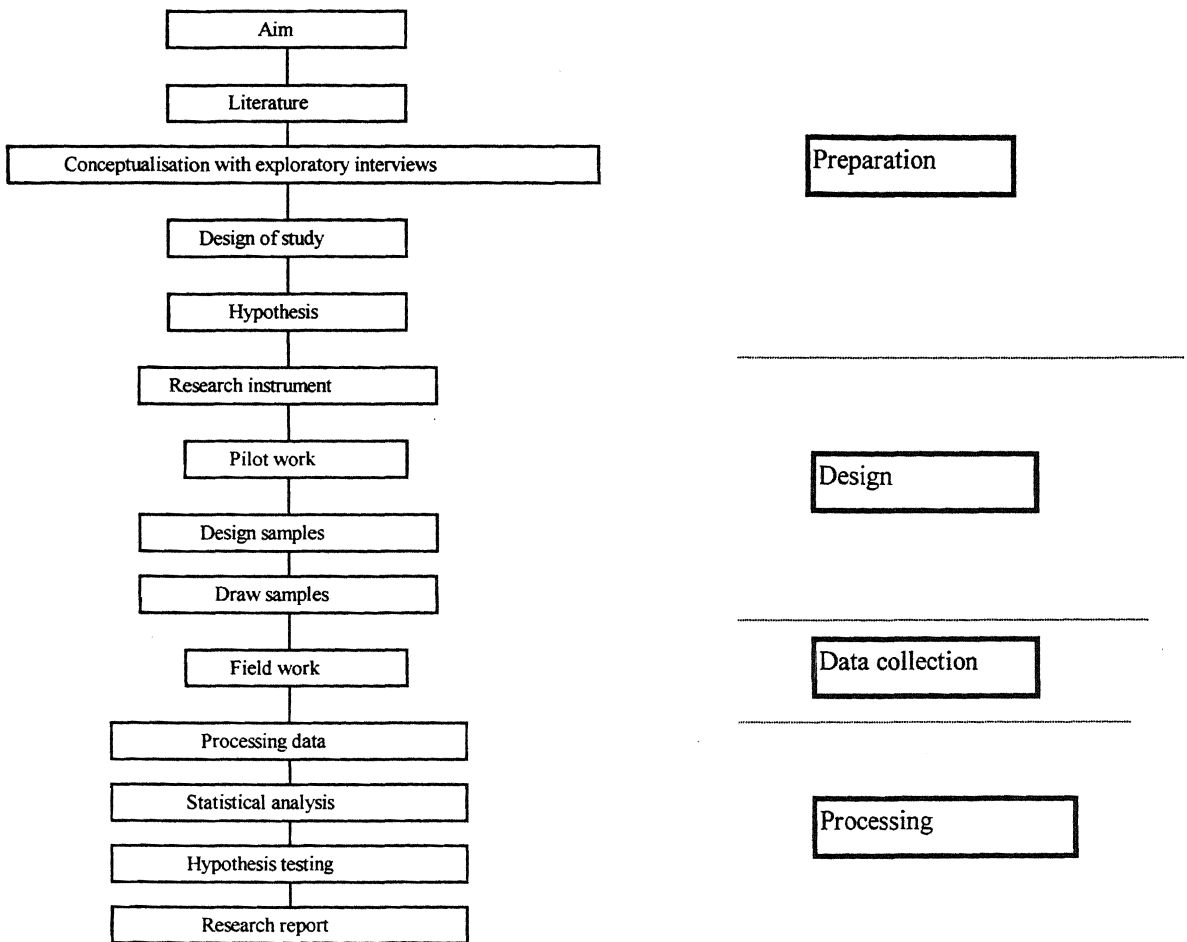 Aim
Literature
Conceptualisation with exploratory interviews
Preparation
Design of study
Hypothesis
Research instrument
Pilot work
Design
Design samples
Draw samples
Field work
Data collection
Processing data
Statistical analysis
Processing
Hypothesis testing
Research report